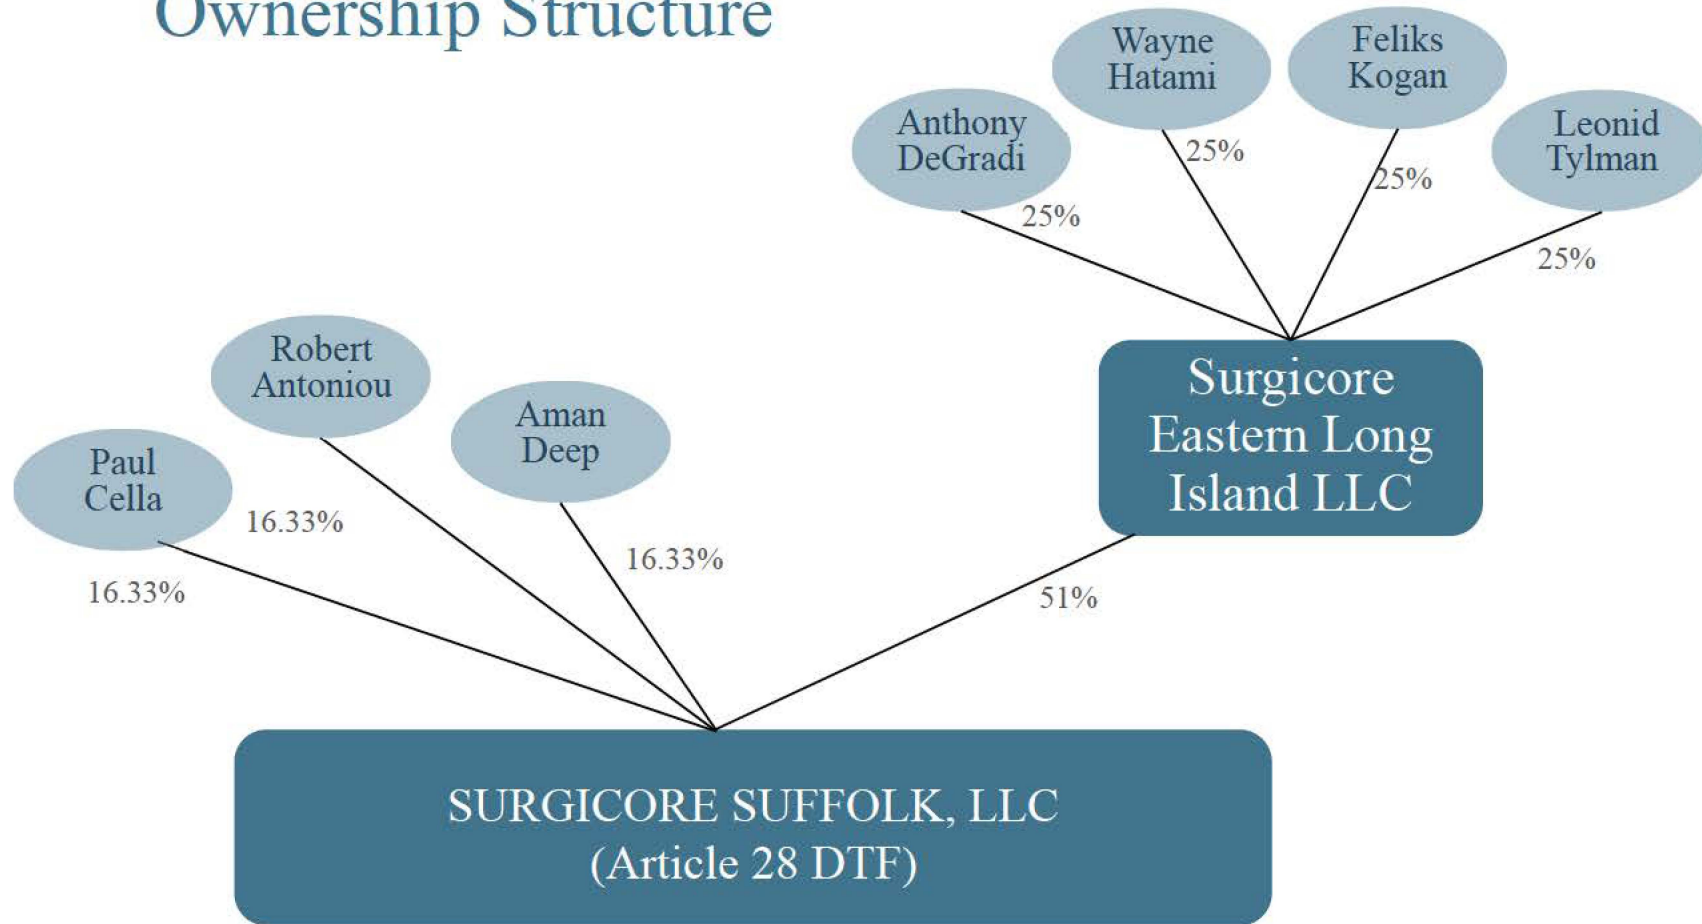 Ownership Structure
Wayne
Hatami
Feliks
Kogan
Anthony
DeGradi
Leonid
Tylman
25%
25%
25%
25%
Surgicore
Eastern Long
Island LLC
Robert
Antoniou
Aman
Deep
Paul
Cella
16.33%
16.33%
16.33%
51%
SURGICORE SUFFOLK, LLC
(Article 28 DTF)